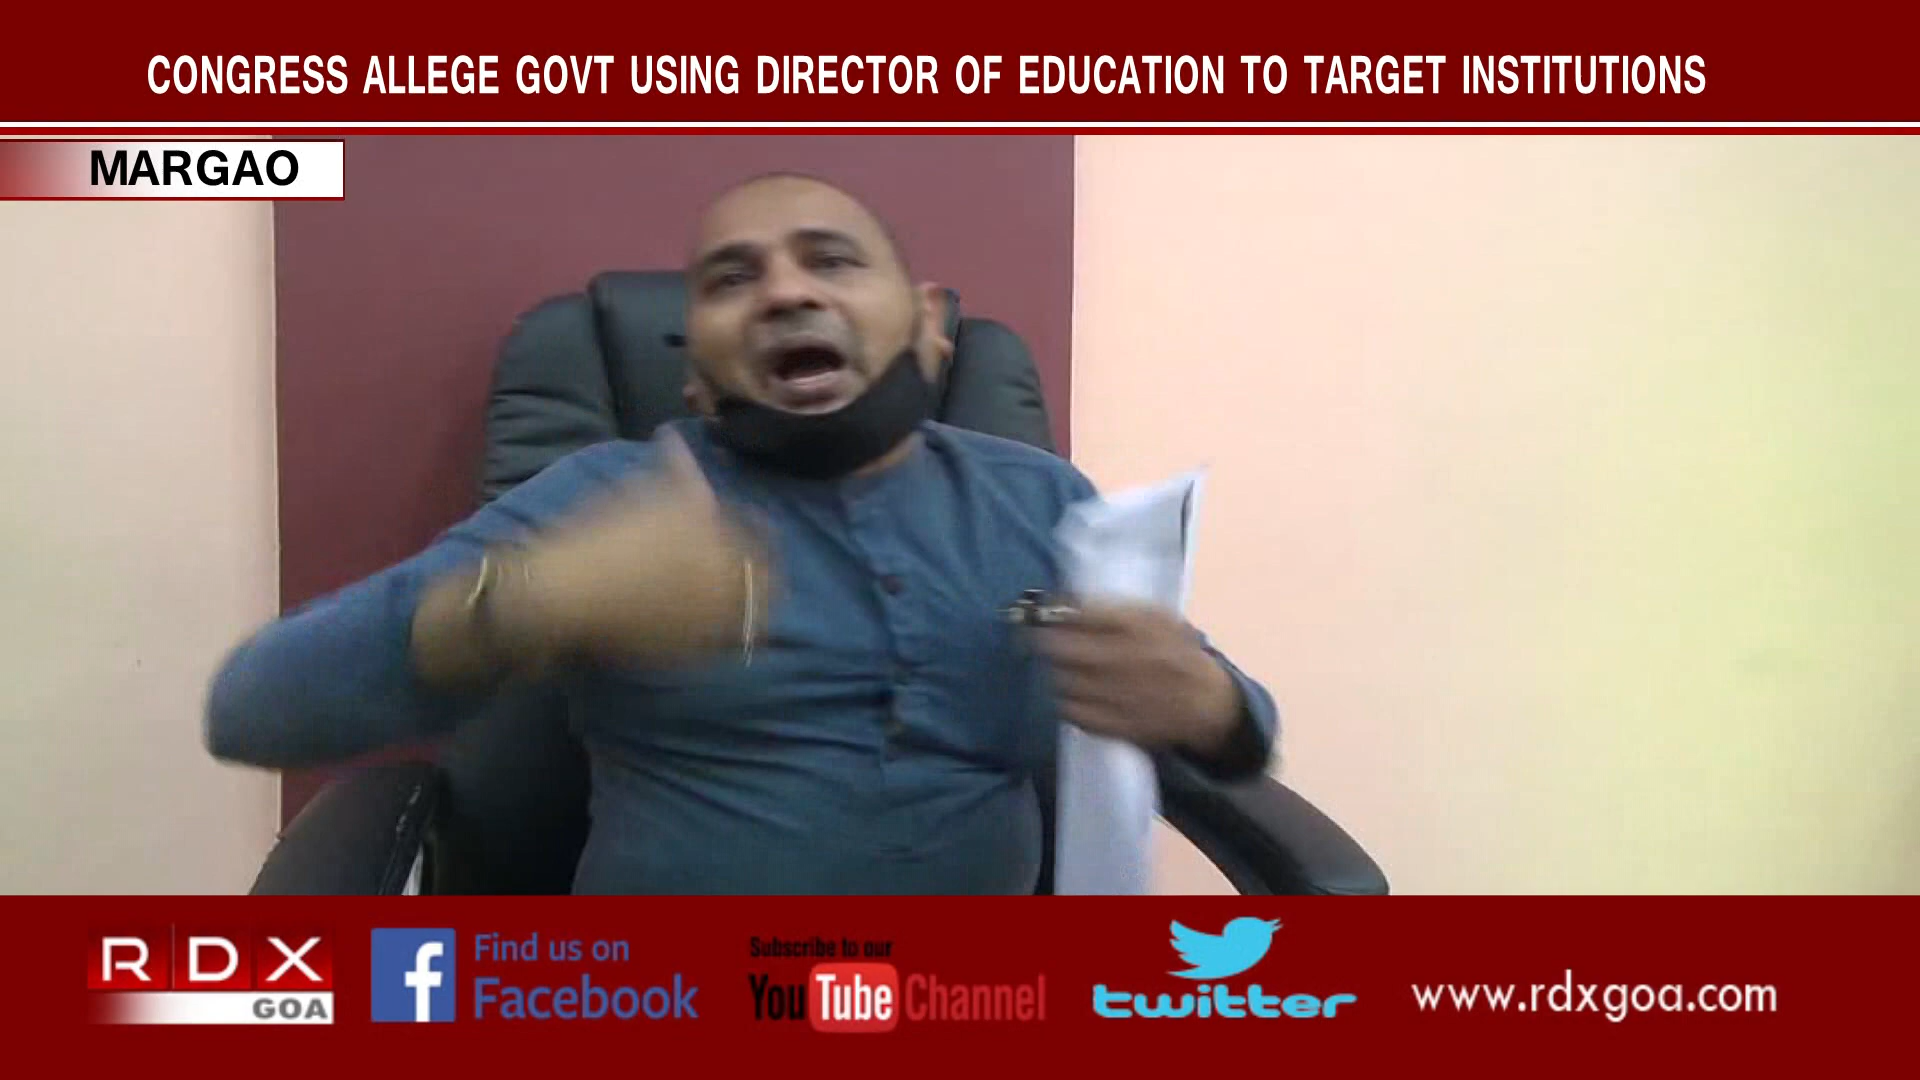 CONGRESS ALLEGE GOVT USING DIRECTOR OF EDUCATION TO TARGET INSTITUTIONS
MARGAO
RDX
GOA
f
Find us on
Facebook
Subscribe to our
YouTube Channel
twitter
www.rdxgoa.com